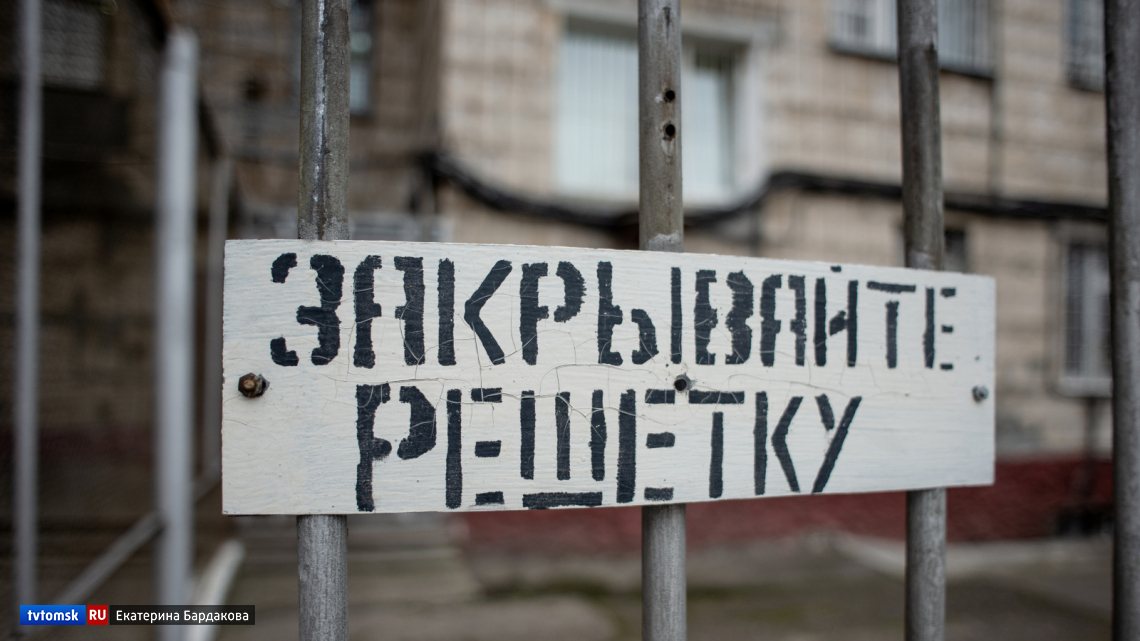 ЗАКРЫВАЙТЕ
РЕШЕТКУ
tvtomsk RU Екатерина Бардакова